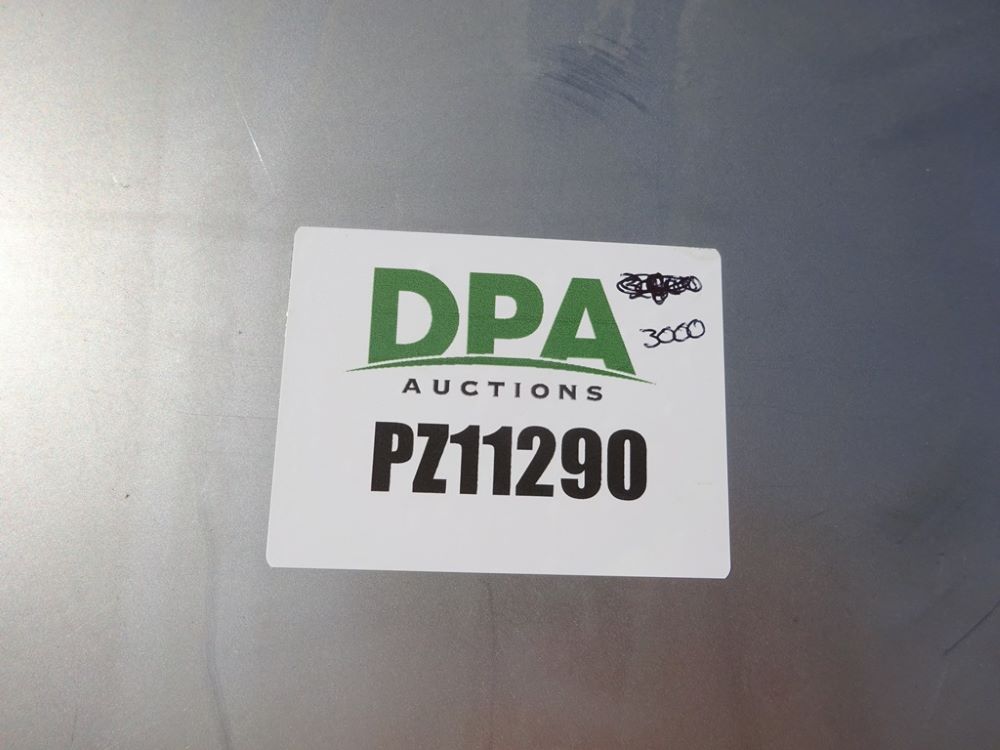 DPA
3000
AUCTIONS
PZ11290